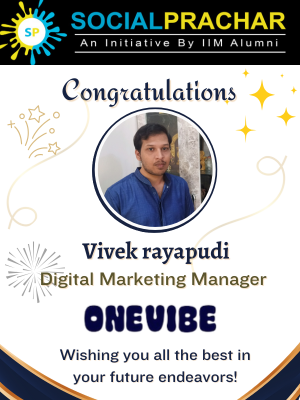 SP
SOCIALPRACHAR
An Initiative By IIM Alumni
Congratulations
Vivek rayapudi
Digital Marketing Manager
ONEVIBE
Wishing you all the best in
your future endeavors!